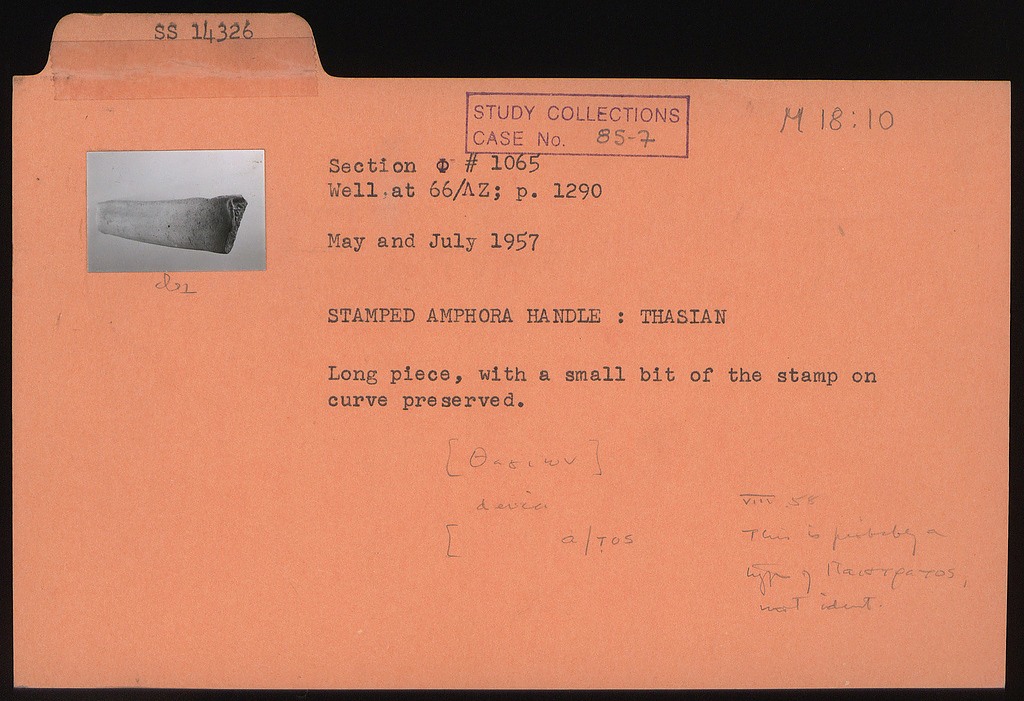 SS 14326
STUDY COLLECTIONS
CASE No. 85-7
M 18:10
Section Φ # 1065
Well at 66/ΛΖ; p. 1290
May and July 1957
STAMPED AMPHORA HANDLE : THASIAN
Long piece, with a small bit of the stamp on
curve preserved.
[Θασιων]
device
[ α/τος
VIII 58
This is probably a
type of Παυσρατος,
not ident.